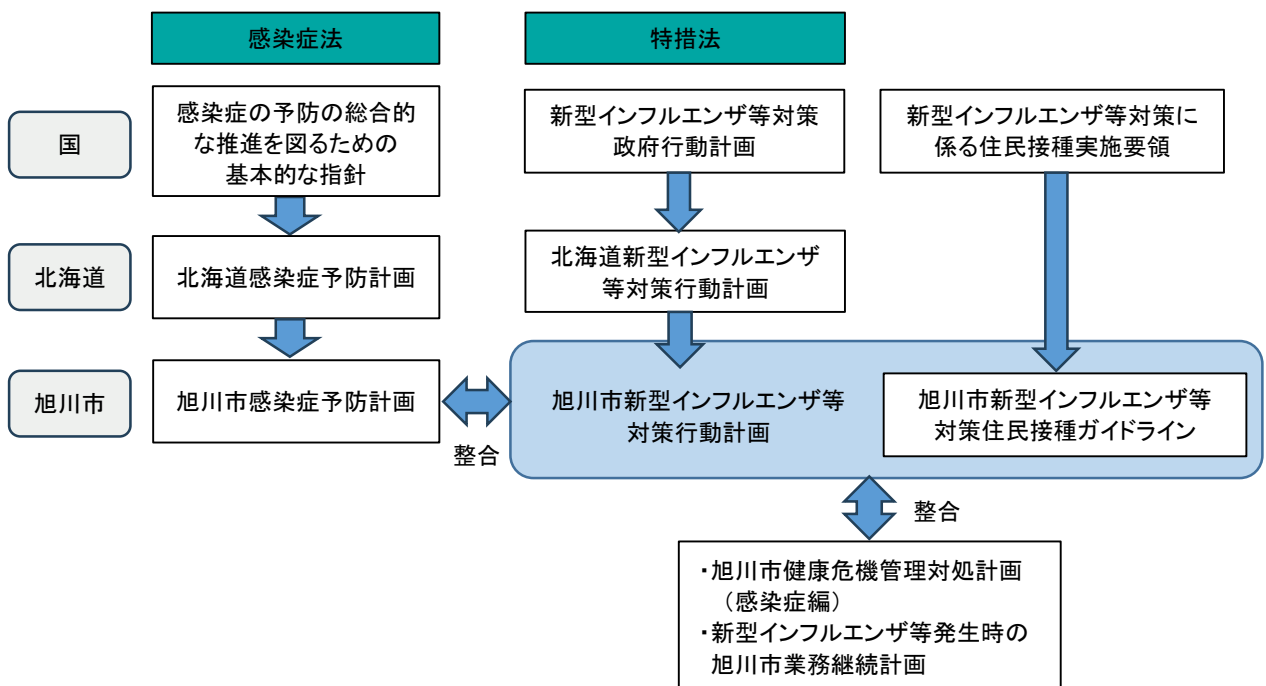 感染症法
特措法
国
感染症の予防の総合的
な推進を図るための
基本的な指針
新型インフルエンザ等対策
政府行動計画
新型インフルエンザ等対策に
係る住民接種実施要領
北海道
北海道感染症予防計画
北海道新型インフルエンザ
等対策行動計画
旭川市
旭川市感染症予防計画
整合
旭川市新型インフルエンザ等
対策行動計画
旭川市新型インフルエンザ等
対策住民接種ガイドライン
整合
・旭川市健康危機管理対処計画
（感染症編）
・新型インフルエンザ等発生時の
旭川市業務継続計画